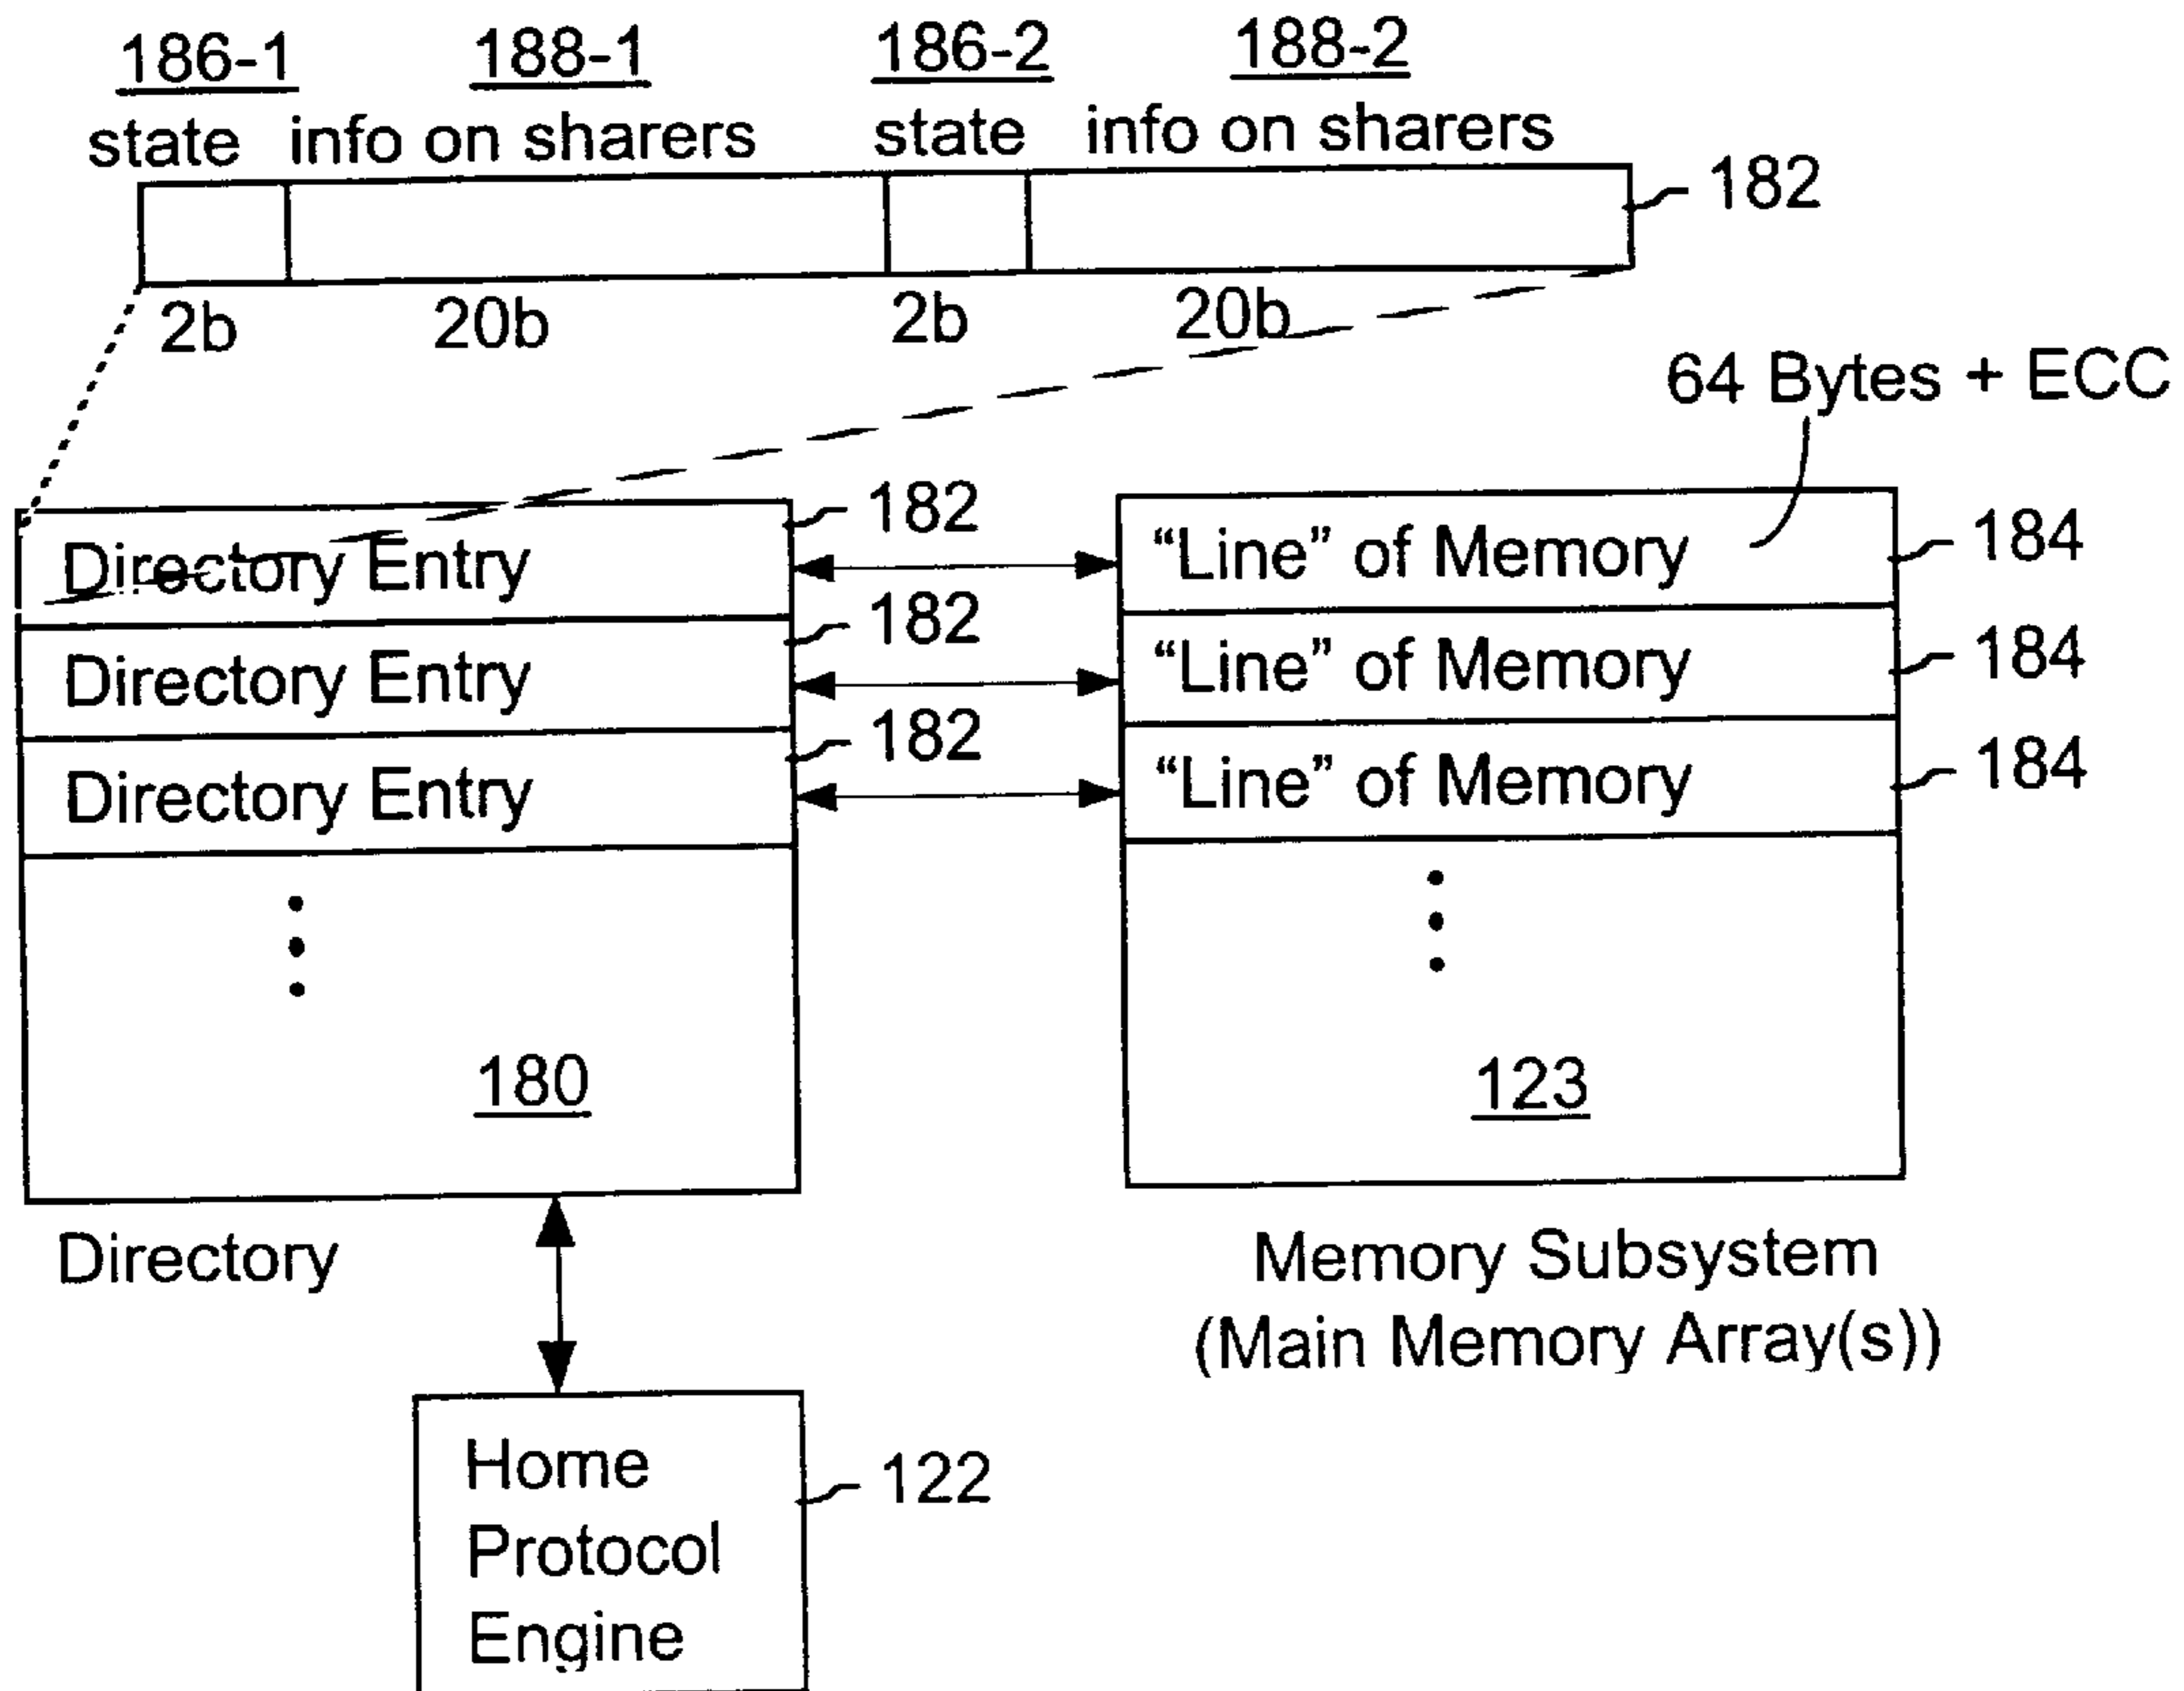 186-1 188-1 186-2 188-2
state info on sharers state info on sharers
182
2b 20b 2b 20b
64 Bytes + ECC
Directory Entry 182 “Line” of Memory 184
Directory Entry 182 “Line” of Memory 184
Directory Entry 182 “Line” of Memory 184
180 123
Directory Memory Subsystem
(Main Memory Array(s))
Home
Protocol
Engine
122